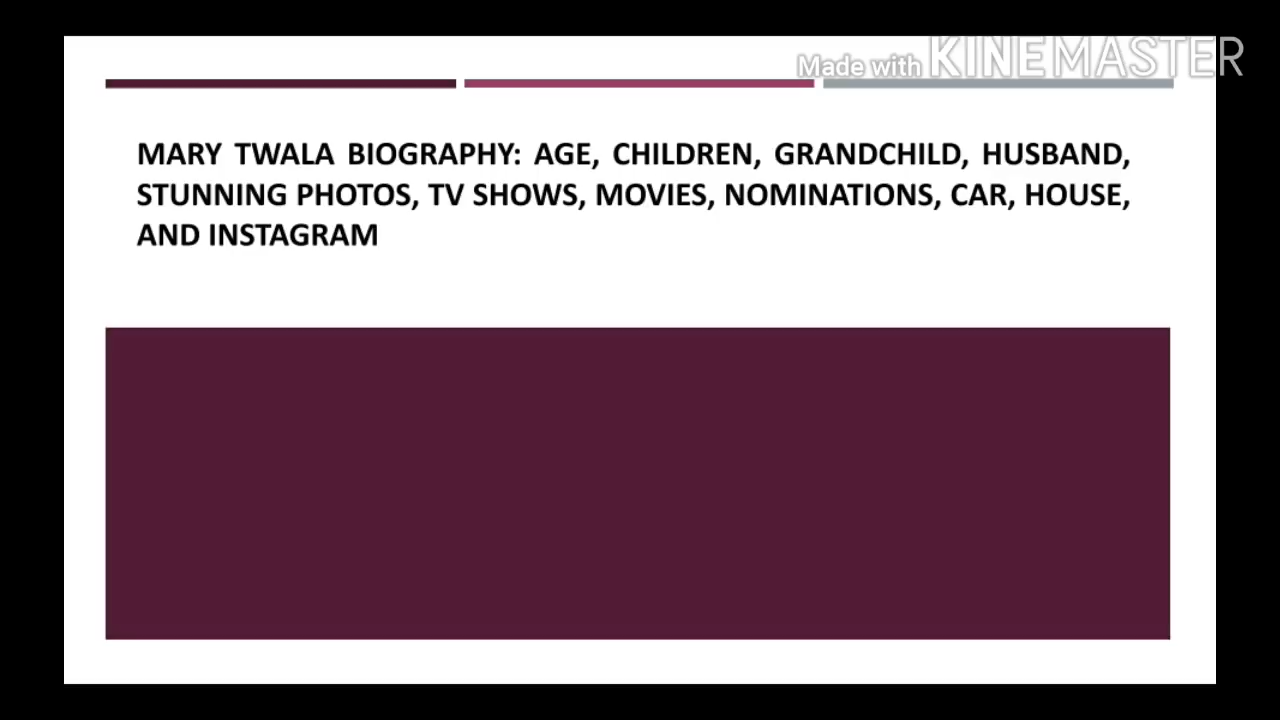 Made with KINEMASTER
MARY TWALA BIOGRAPHY: AGE, CHILDREN, GRANDCHILD, HUSBAND,
STUNNING PHOTOS, TV SHOWS, MOVIES, NOMINATIONS, CAR, HOUSE,
AND INSTAGRAM